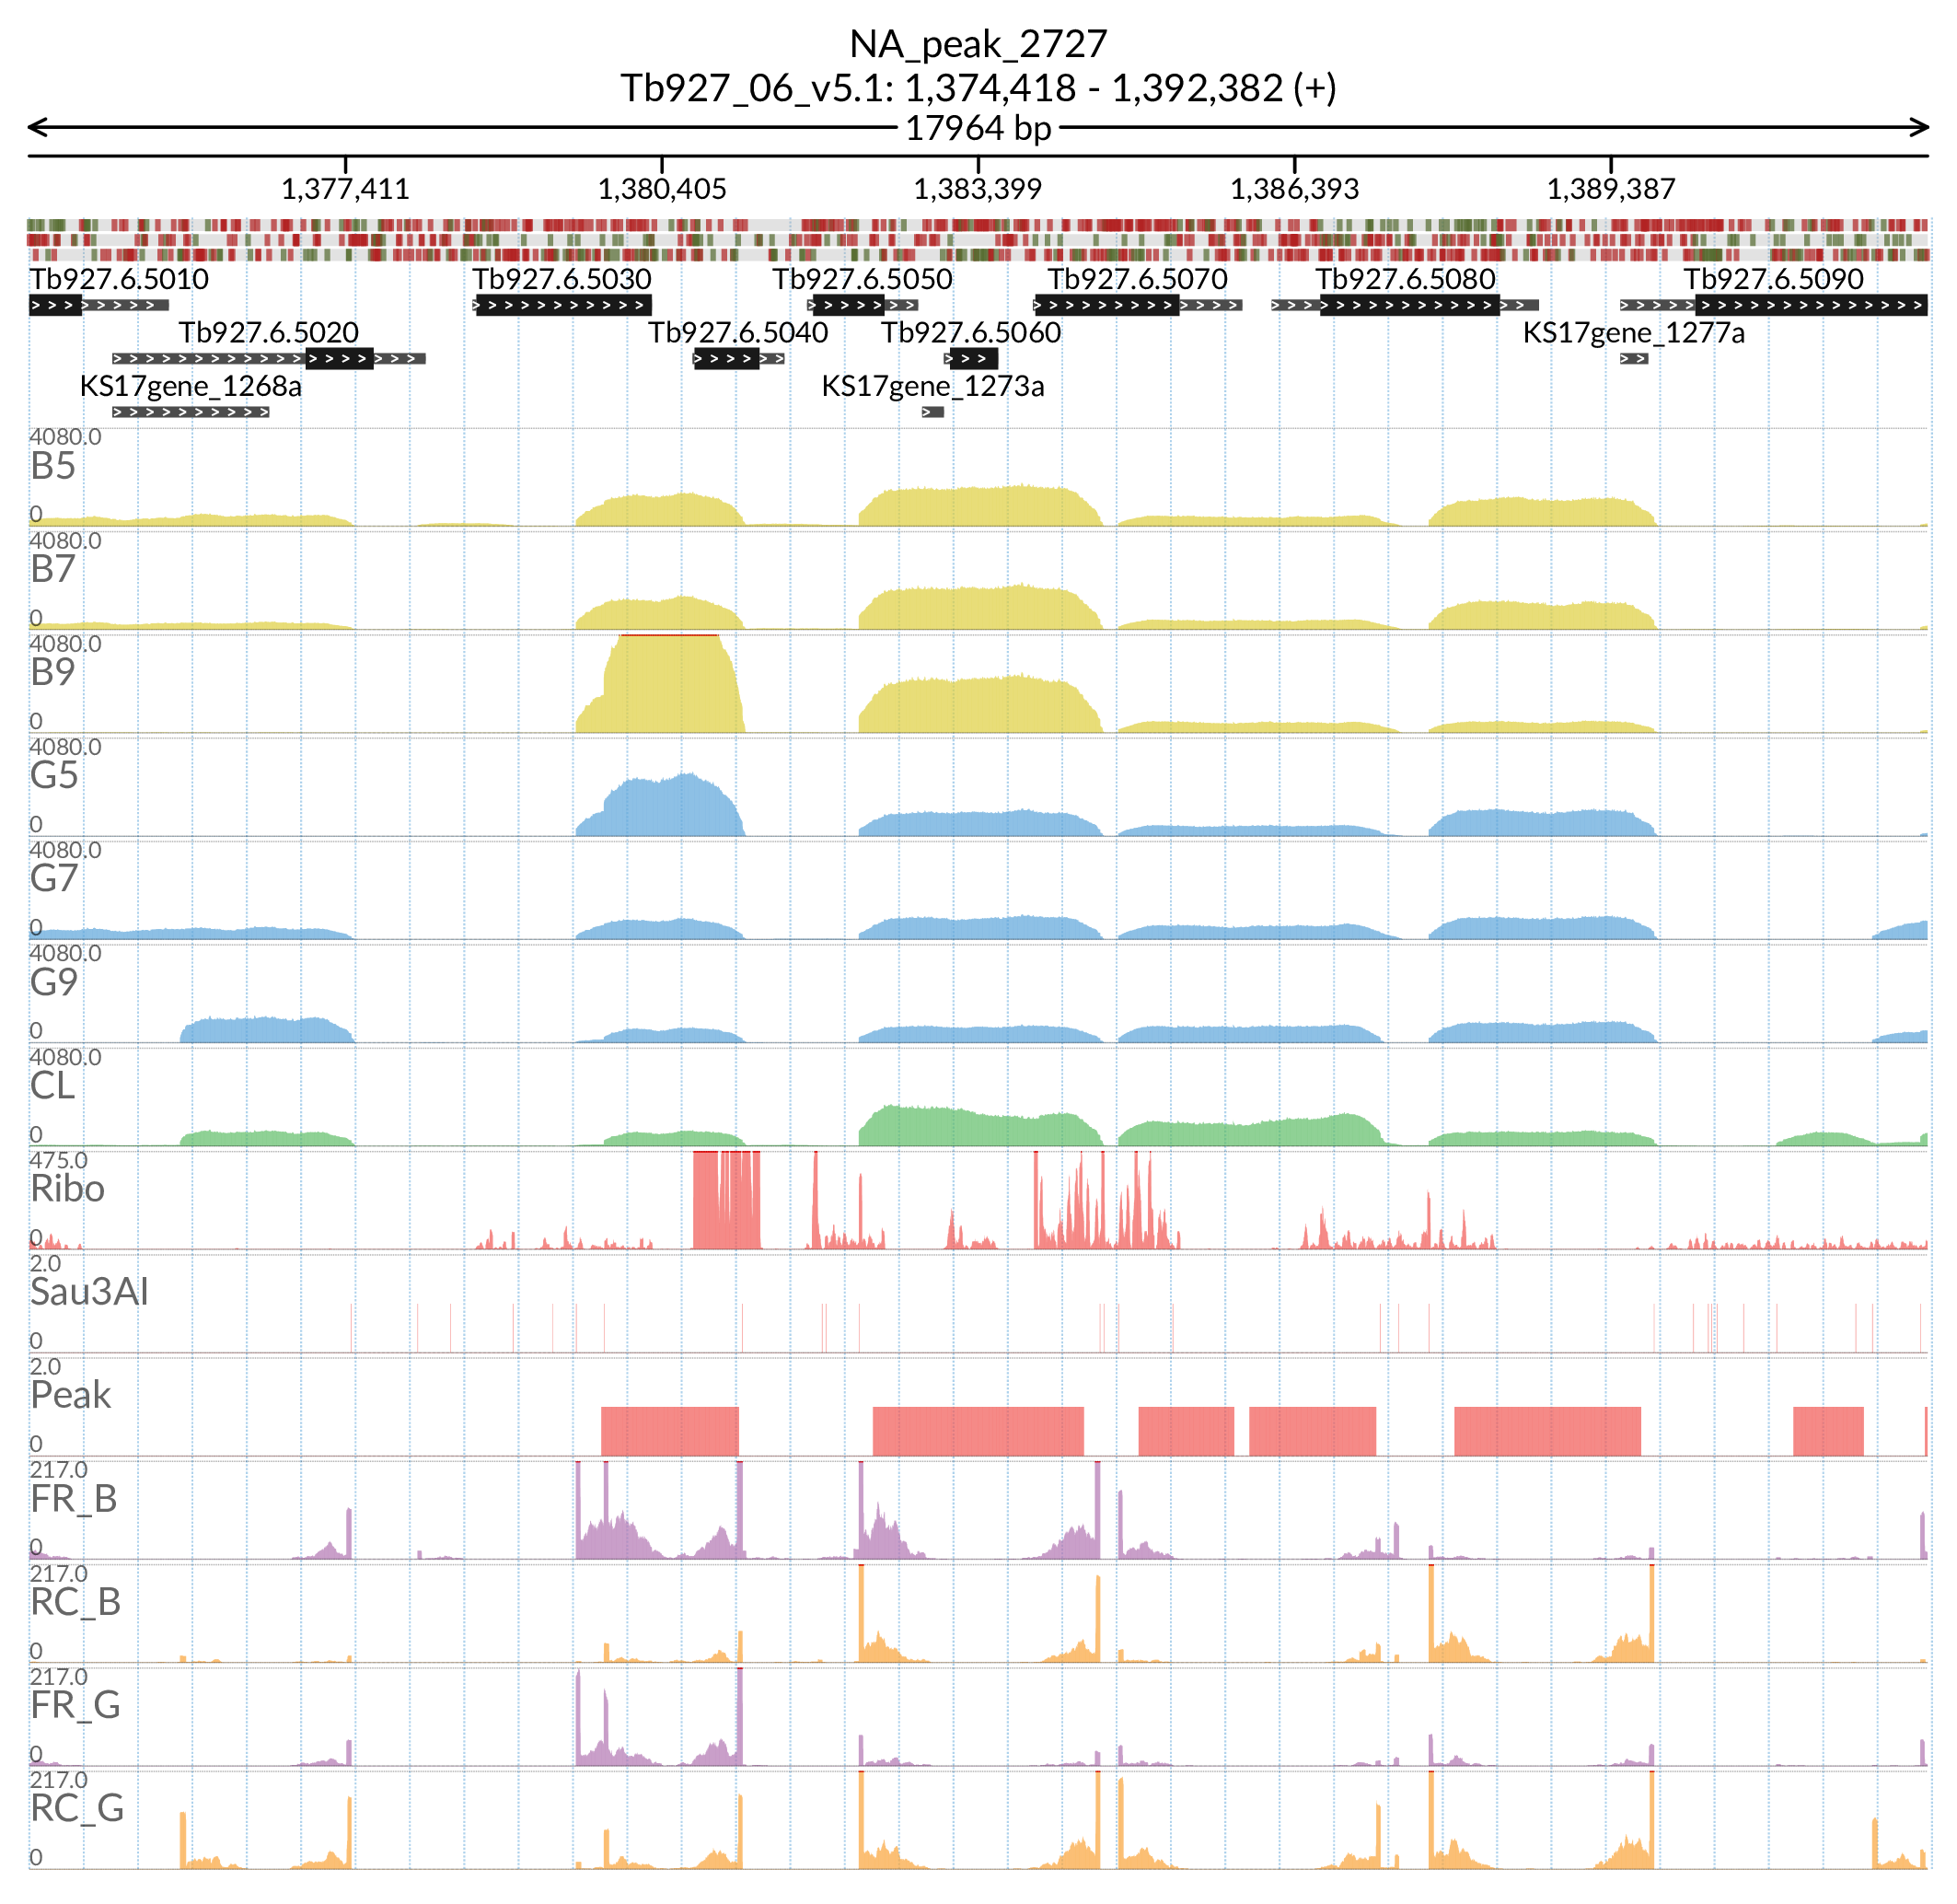 NA_peak_2727
Tb927_06_v5.1: 1,374,418 - 1,392,382 (+)
17964 bp
1,377,411 1,380,405 1,383,399 1,386,393 1,389,387
Tb927.6.5010 Tb927.6.5030 Tb927.6.5050 Tb927.6.5070 Tb927.6.5080 Tb927.6.5090
Tb927.6.5020 Tb927.6.5040 Tb927.6.5060 KS17gene_1277a
KS17gene_1268a KS17gene_1273a
4080.0
B5
0
4080.0
B7
0
4080.0
B9
0
4080.0
G5
0
4080.0
G7
0
4080.0
G9
0
4080.0
CL
0
475.0
Ribo
0
2.0
Sau3AI
0
2.0
Peak
0
217.0
FR_B
0
217.0
RC_B
0
217.0
FR_G
0
217.0
RC_G
0